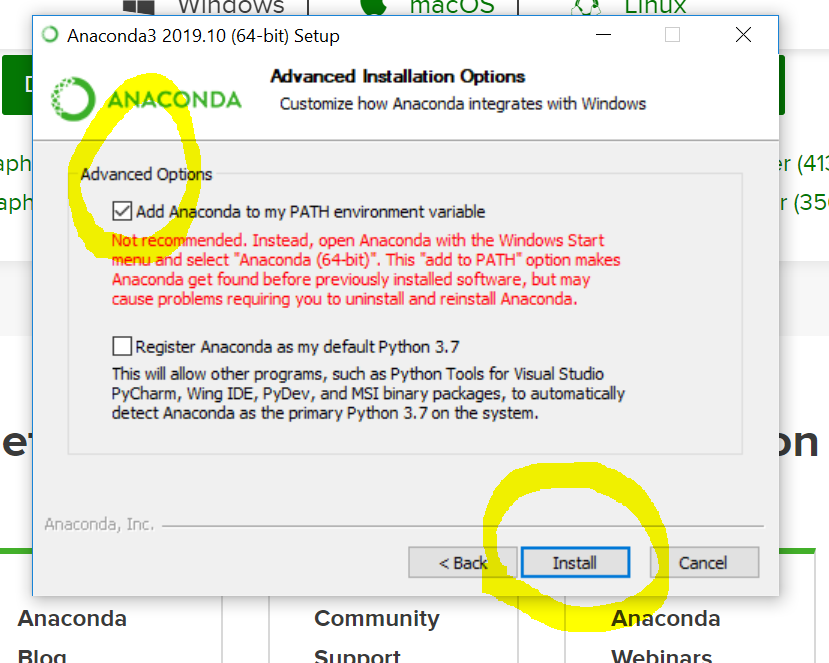 Windows macOS Linux
Anaconda3 2019.10 (64-bit) Setup
ANACONDA
Advanced Installation Options
Customize how Anaconda integrates with Windows
(413
(350
Advanced Options
Add Anaconda to my PATH environment variable
Not recommended. Instead, open Anaconda with the Windows Start
menu and select "Anaconda (64-bit)". This "add to PATH" option makes
Anaconda get found before previously installed software, but may
cause problems requiring you to uninstall and reinstall Anaconda.
Register Anaconda as my default Python 3.7
This will allow other programs, such as Python Tools for Visual Studio
PyCharm, Wing IDE, PyDev, and MSI binary packages, to automatically
detect Anaconda as the primary Python 3.7 on the system.
Anaconda, Inc.
< Back Install Cancel
Anaconda Community Anaconda
Blog Support Webinars